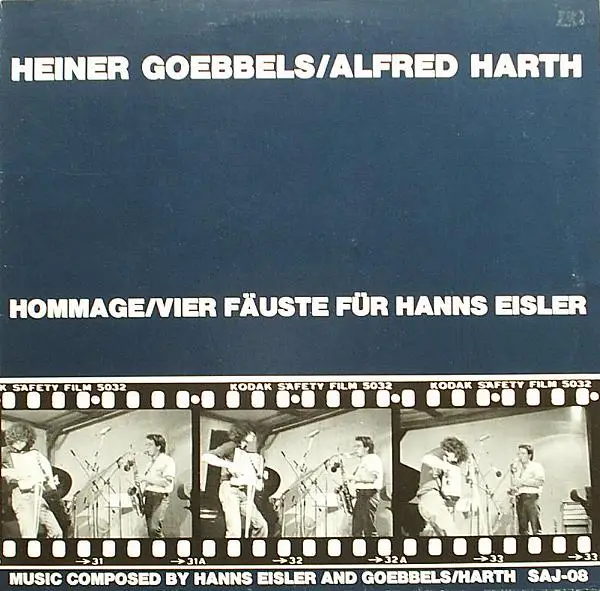 HEINER GOEBBELS/ALFRED HARTH
HOMMAGE/VIER FÄUSTE FÜR HANNS EISLER
K SAFETY FILM 5032 KODAK SAFETY FILM 5032 KODAK SAFETY FILM 5032
→31 →31A →32 →32A →33 →33
MUSIC COMPOSED BY HANNS EISLER AND GOEBBELS/HARTH SAJ-08